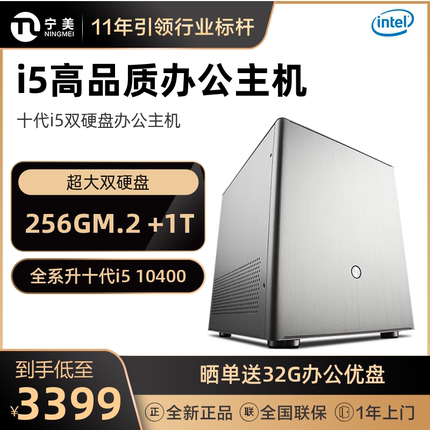 宁美
NINGMEI
11年引领行业标杆
intel
i5高品质办公主机
十代i5双硬盘办公主机
超大双硬盘
256GM.2 +1T
全系升十代i5 10400
到手低至
¥3399
晒单送32G办公优盘
全新正品
全国联保
1年上门